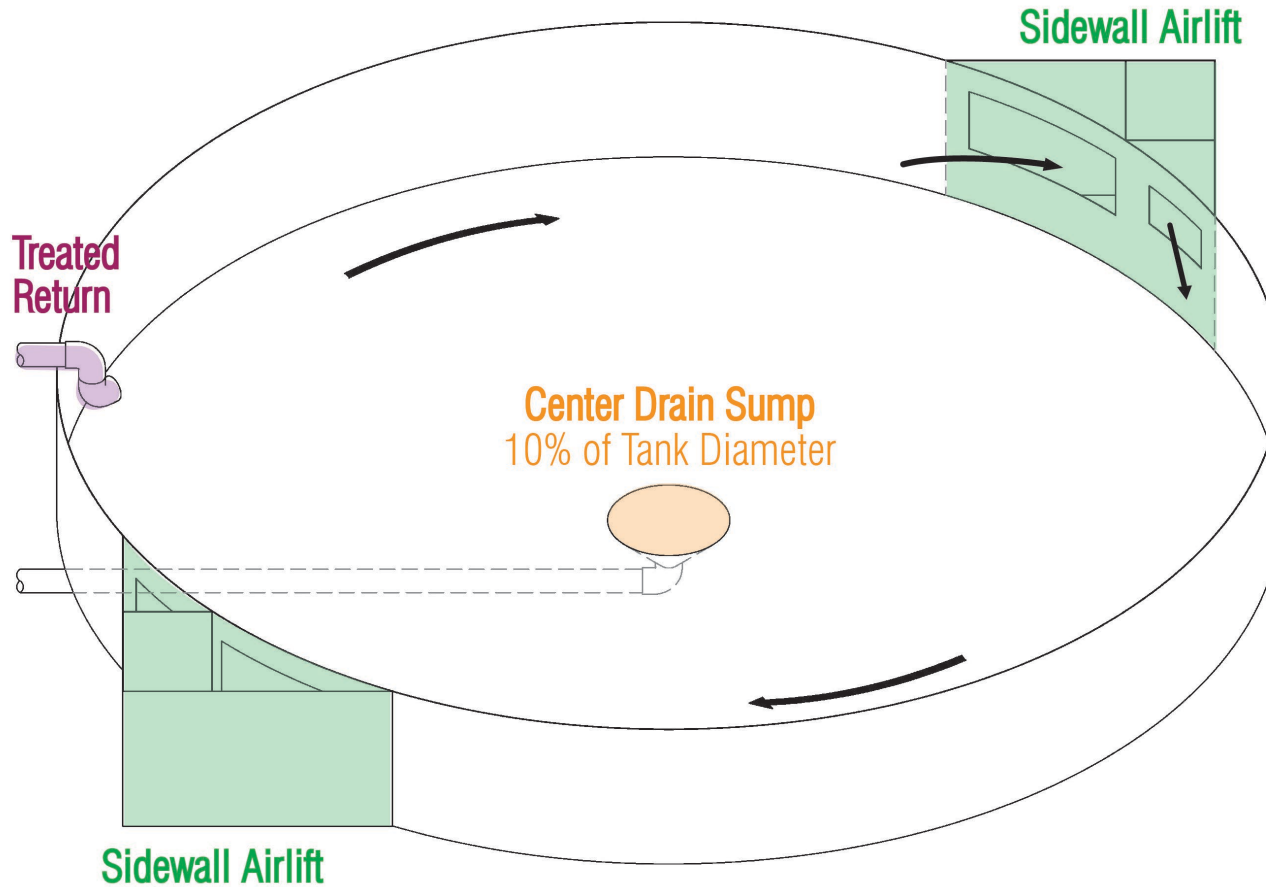 Sidewall Airlift
Treated
Return
Center Drain Sump
10% of Tank Diameter
Sidewall Airlift